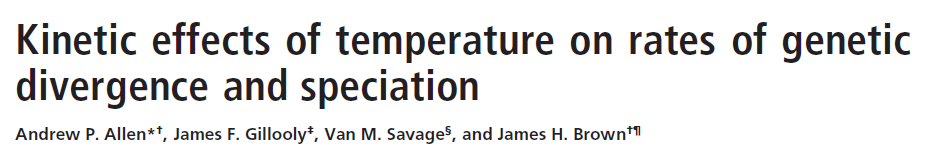 Kinetic effects of temperature on rates of genetic
divergence and speciation
Andrew P. Allen*†, James F. Gillooly‡, Van M. Savage§, and James H. Brown†¶